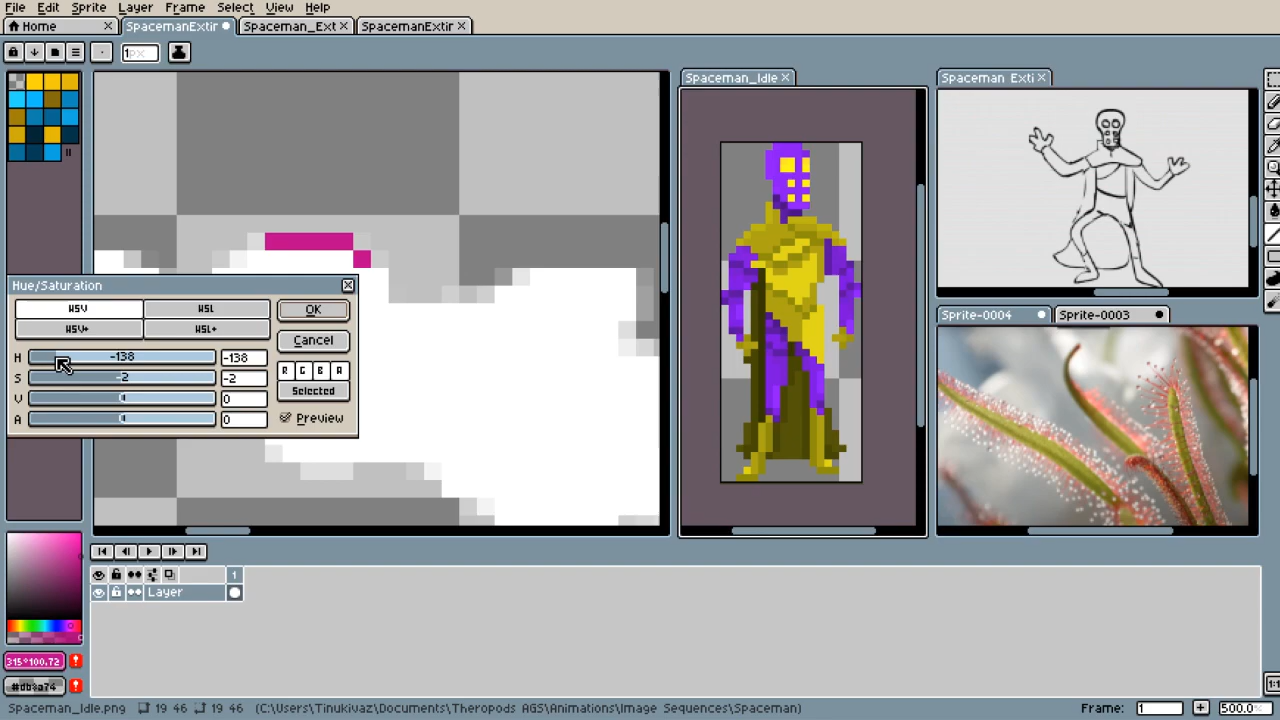 File Edit Sprite Layer Frame Select View Help
Home SpacemanExtir Spaceman_Ext SpacemanExtir
1px
Spaceman_Idle
Spaceman Exti
Hue/Saturation
HSV HSL OK
HSV+ HSL+
Cancel
H -138 -138 R G B A
S -2 -2 Selected
V 0
A 0 Preview
Sprite-0004 Sprite-0003
1
Layer
315°100.72
Spaceman_Idle.png 19 46 19 46 (C:\Users\Tinukivaz\Documents\Theropods AGS\Animations\Image Sequences\Spaceman) Frame: 1 500.0
1:1